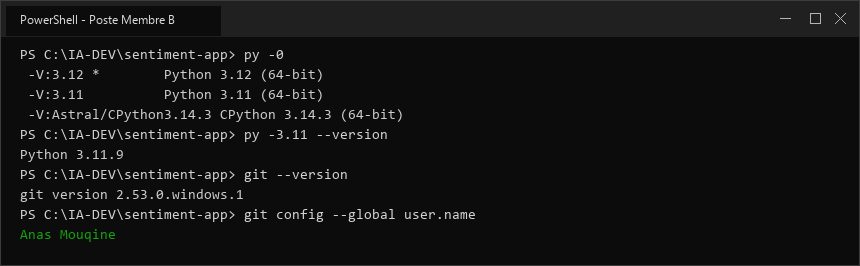 PowerShell - Poste Membre B
PS C:\IA-DEV\sentiment-app> py -0
 -V:3.12 *        Python 3.12 (64-bit)
 -V:3.11          Python 3.11 (64-bit)
 -V:Astral/CPython3.14.3 CPython 3.14.3 (64-bit)
PS C:\IA-DEV\sentiment-app> py -3.11 --version
Python 3.11.9
PS C:\IA-DEV\sentiment-app> git --version
git version 2.53.0.windows.1
PS C:\IA-DEV\sentiment-app> git config --global user.name
Anas Mouqine